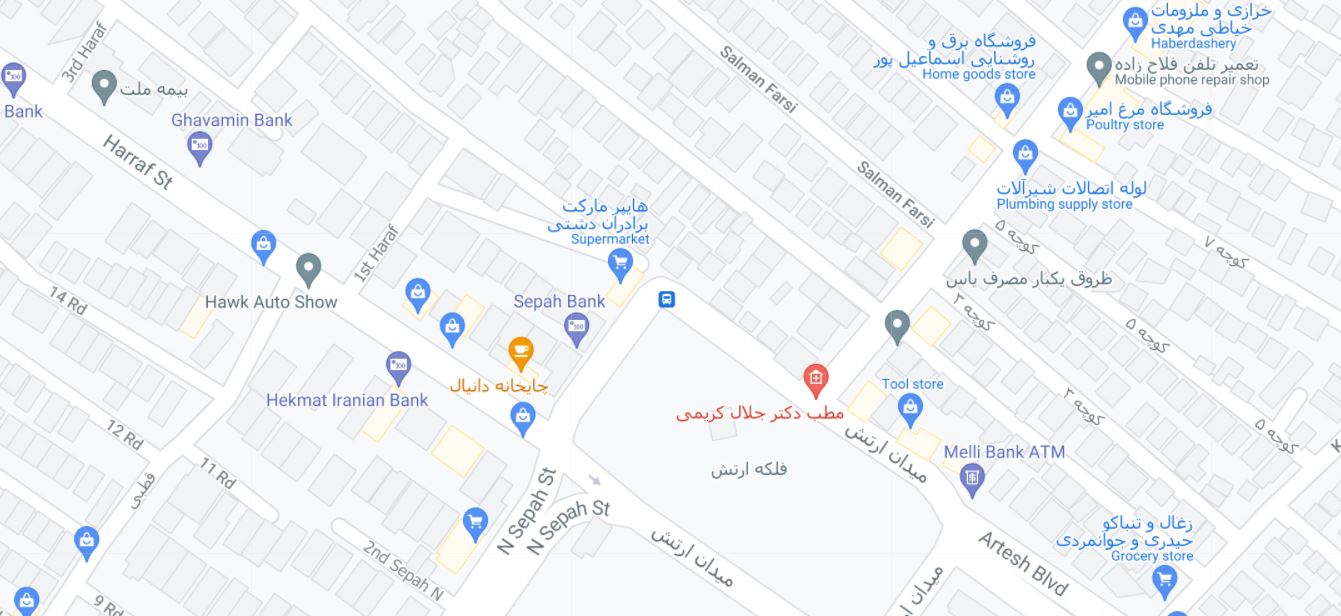 3rd Haraf
Bank
بیمه ملت
Ghavamin Bank
Harraf St
Salman Farsi
فروشگاه برق و
روشنایی اسماعیل پور
Home goods store
خرازی و ملزومات
خیاطی مهدی
Haberdashery
تعمیر تلفن فلاح زاده
Mobile phone repair shop
فروشگاه مرغ امیر
Poultry store
لوله اتصالات شیرآلات
Plumbing supply store
Salman Farsi
هایپر مارکت
برادران دشتی
Supermarket
1st Haraf
کوچه ۵
کوچه ۷
ظروف یکبار مصرف یاس
14 Rd
Hawk Auto Show
Sepah Bank
کوچه ۳
کوچه ۵
چایخانه دانیال
Hekmat Iranian Bank
Tool store
کوچه ۳
مطب دکتر جلال کریمی
میدان ارتش
Melli Bank ATM
کوچه ۵
12 Rd
11 Rd
فلکه ارتش
قطبی
N Sepah St
N Sepah St
میدان ارتش
زغال و تنباکو
حیدری و جوانمردی
Grocery store
Artesh Blvd
2nd Sepah N
9 Rd